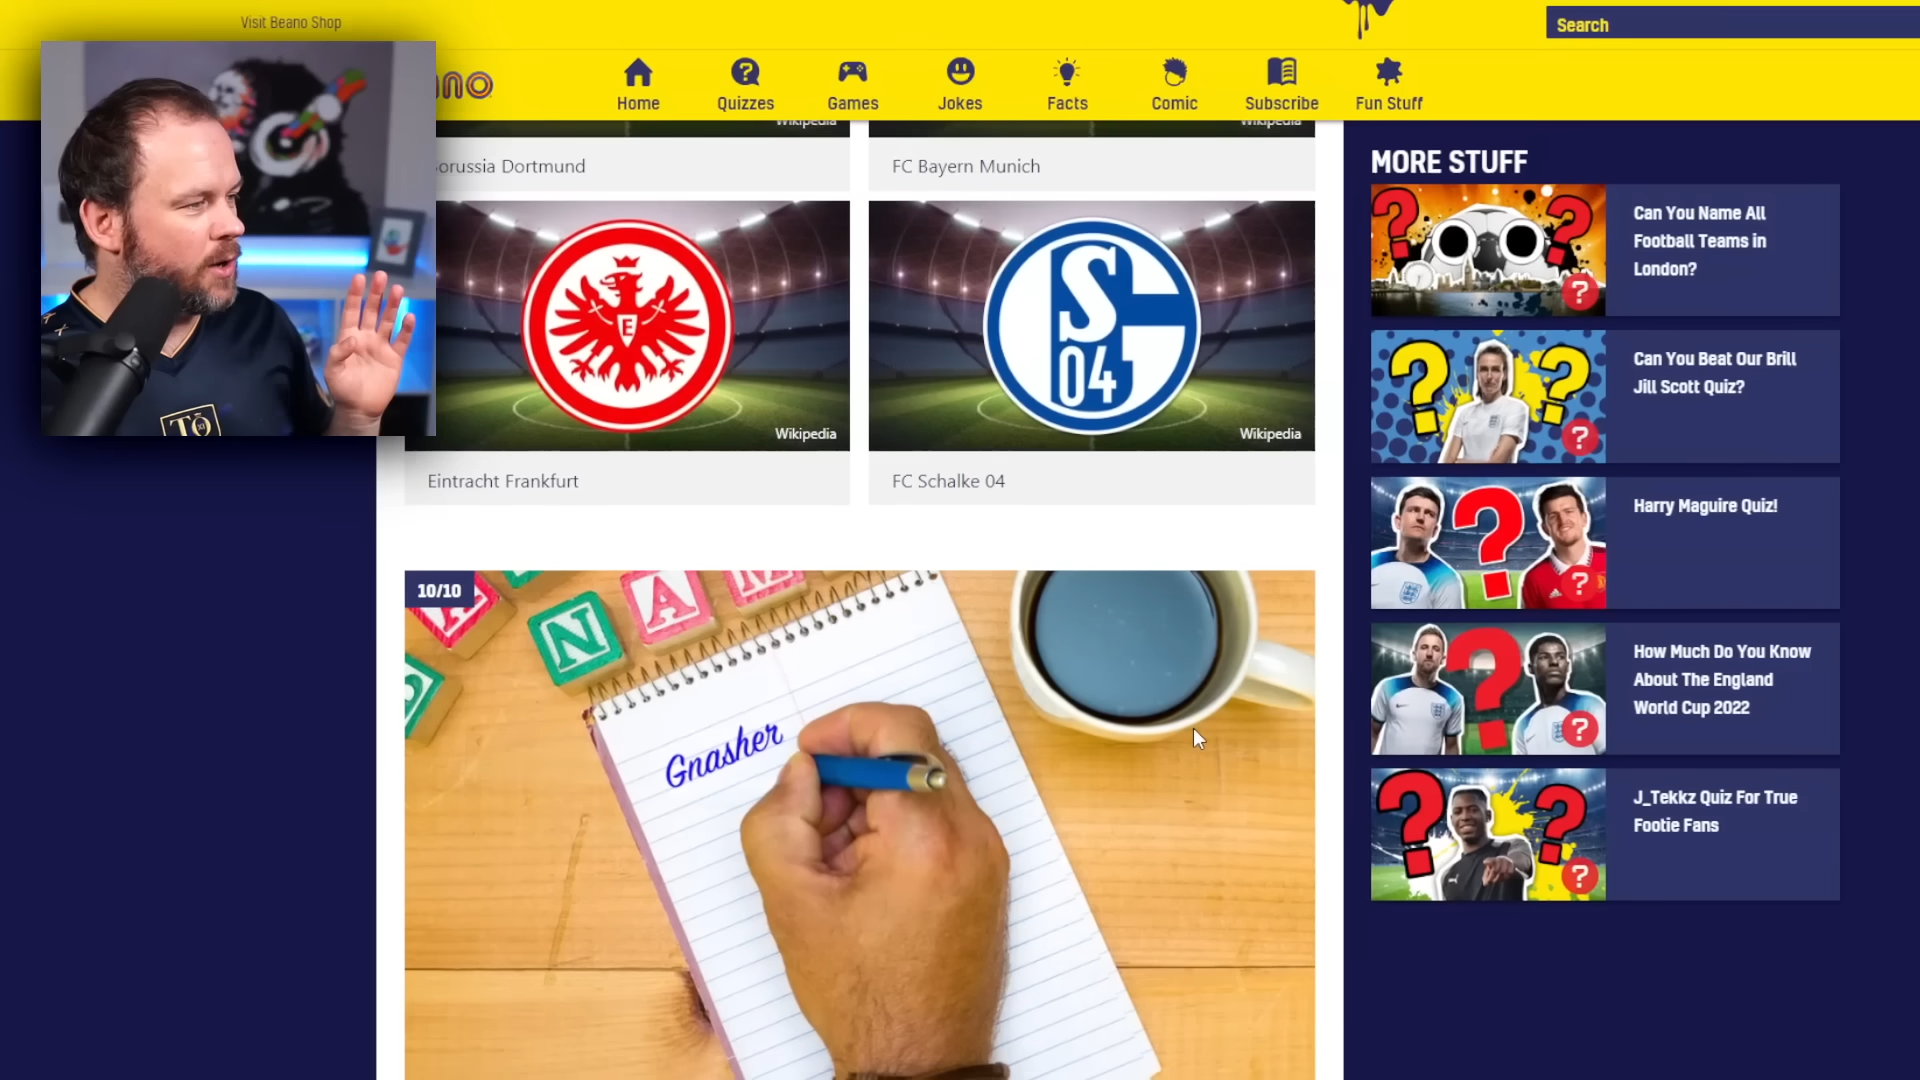 Visit Beano Shop
Search
Home
Quizzes
Games
Jokes
Facts
Comic
Subscribe
Fun Stuff
Wikipedia
Wikipedia
orussia Dortmund
FC Bayern Munich
E
S
04
Wikipedia
Wikipedia
Eintracht Frankfurt
FC Schalke 04
10/10
N
A
Gnasher
MORE STUFF
Can You Name All
Football Teams in
London?
Can You Beat Our Brill
Jill Scott Quiz?
Harry Maguire Quiz!
How Much Do You Know
About The England
World Cup 2022
J_Tekkz Quiz For True
Footie Fans